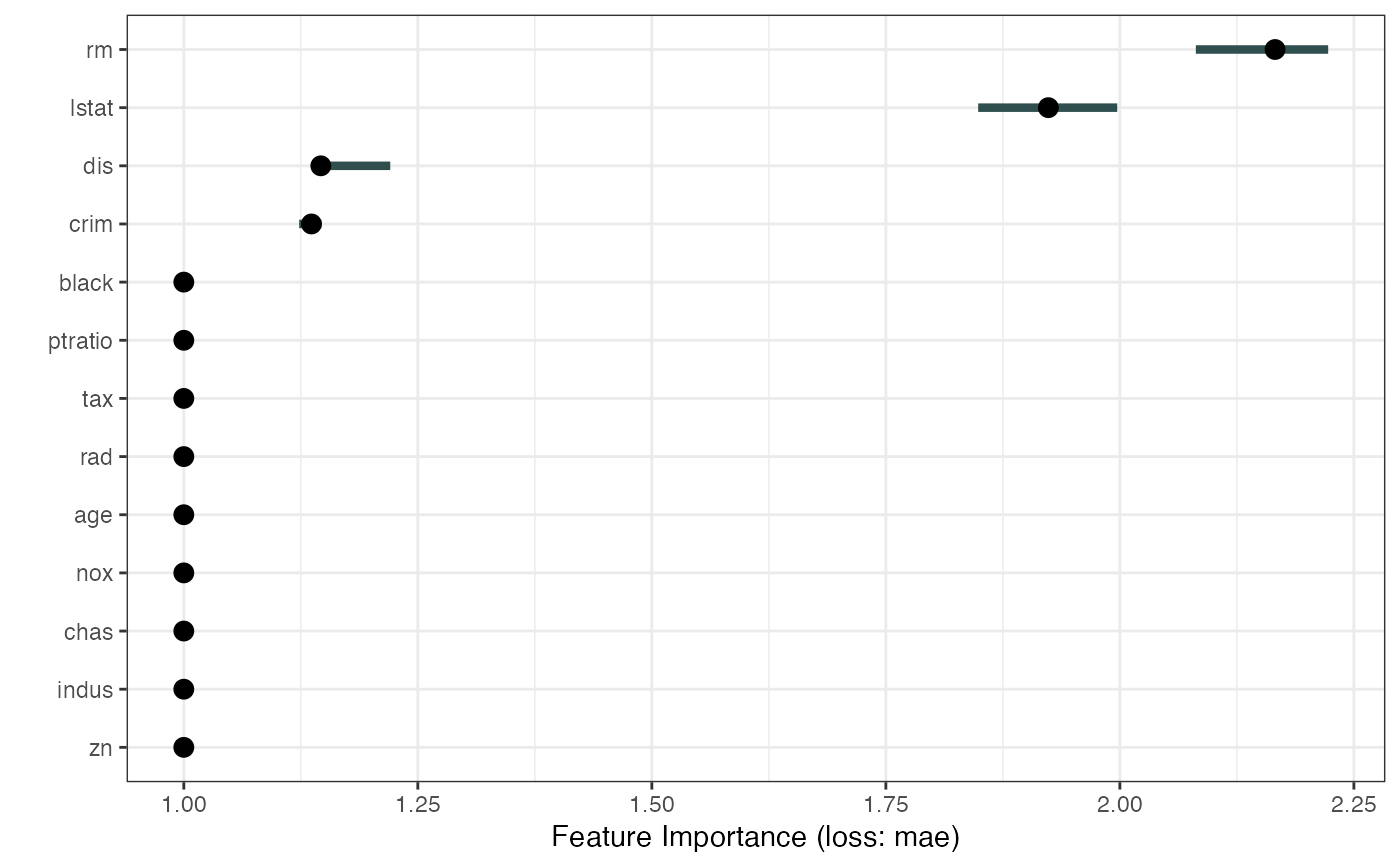 rm
lstat
dis
crim
black
ptratio
tax
rad
age
nox
chas
indus
zn
1.00 1.25 1.50 1.75 2.00 2.25
Feature Importance (loss: mae)